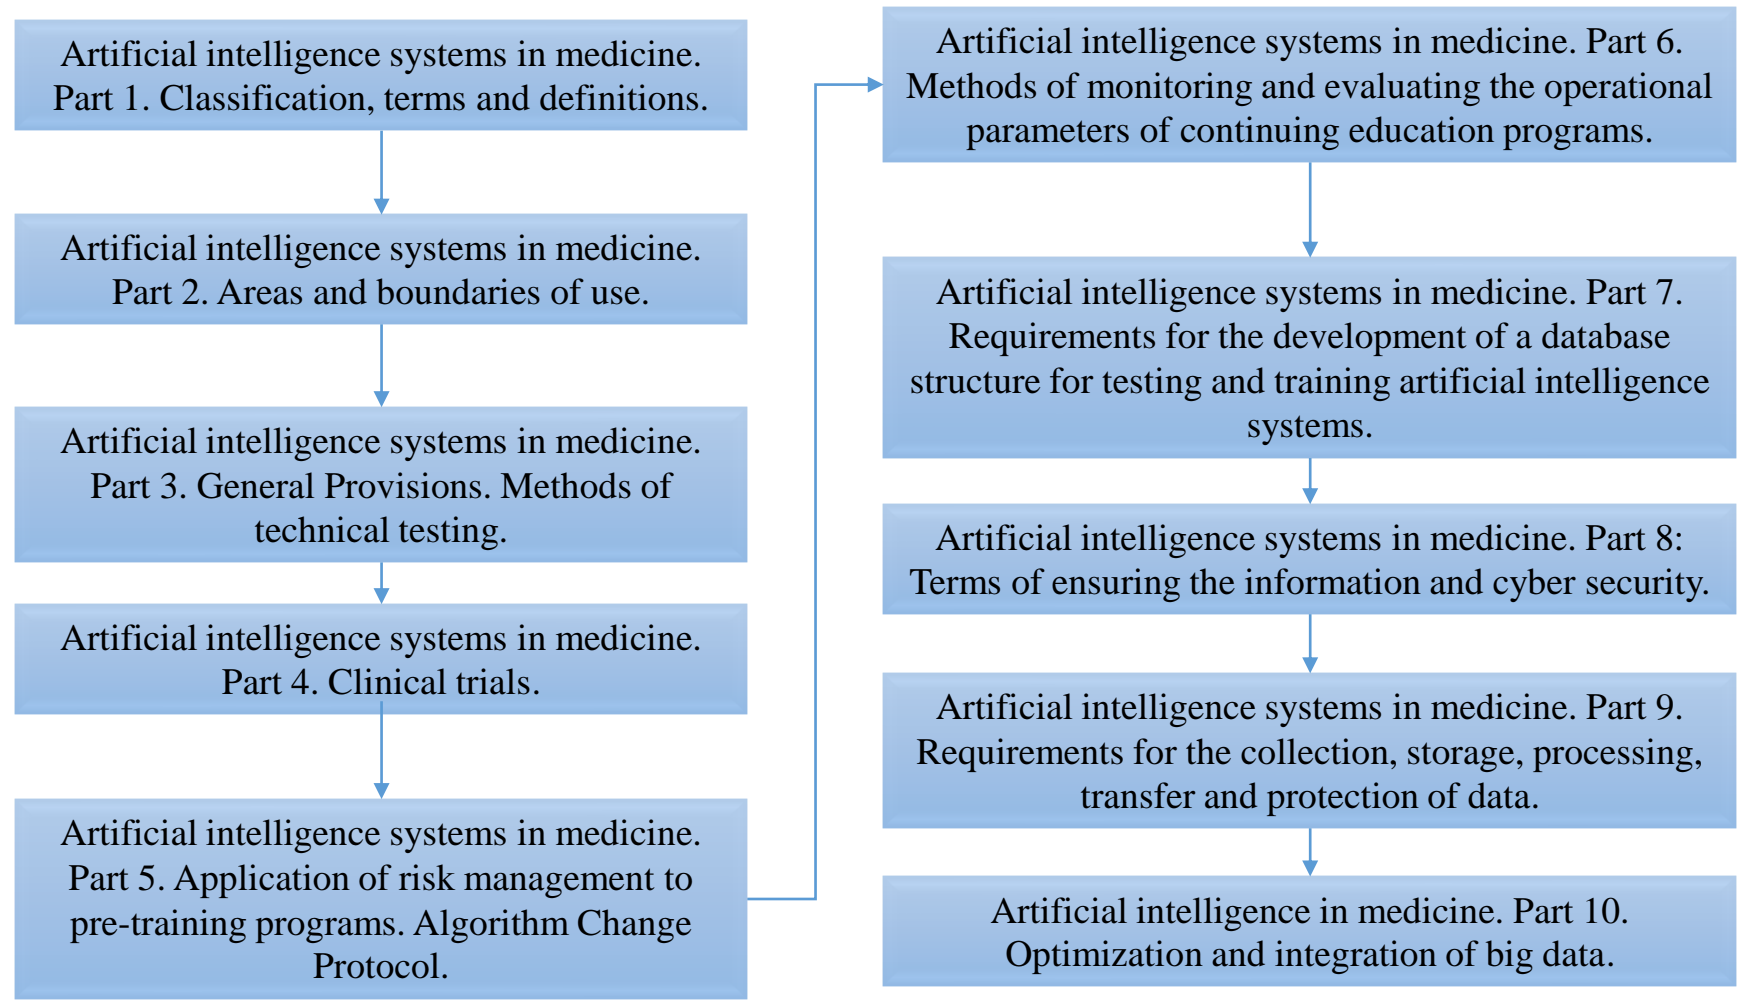 Artificial intelligence systems in medicine.
Part 1. Classification, terms and definitions.
Artificial intelligence systems in medicine.
Part 2. Areas and boundaries of use.
Artificial intelligence systems in medicine.
Part 3. General Provisions. Methods of
technical testing.
Artificial intelligence systems in medicine.
Part 4. Clinical trials.
Artificial intelligence systems in medicine.
Part 5. Application of risk management to
pre-training programs. Algorithm Change
Protocol.
Artificial intelligence systems in medicine. Part 6.
Methods of monitoring and evaluating the operational
parameters of continuing education programs.
Artificial intelligence systems in medicine. Part 7.
Requirements for the development of a database
structure for testing and training artificial intelligence
systems.
Artificial intelligence systems in medicine. Part 8:
Terms of ensuring the information and cyber security.
Artificial intelligence systems in medicine. Part 9.
Requirements for the collection, storage, processing,
transfer and protection of data.
Artificial intelligence in medicine. Part 10.
Optimization and integration of big data.